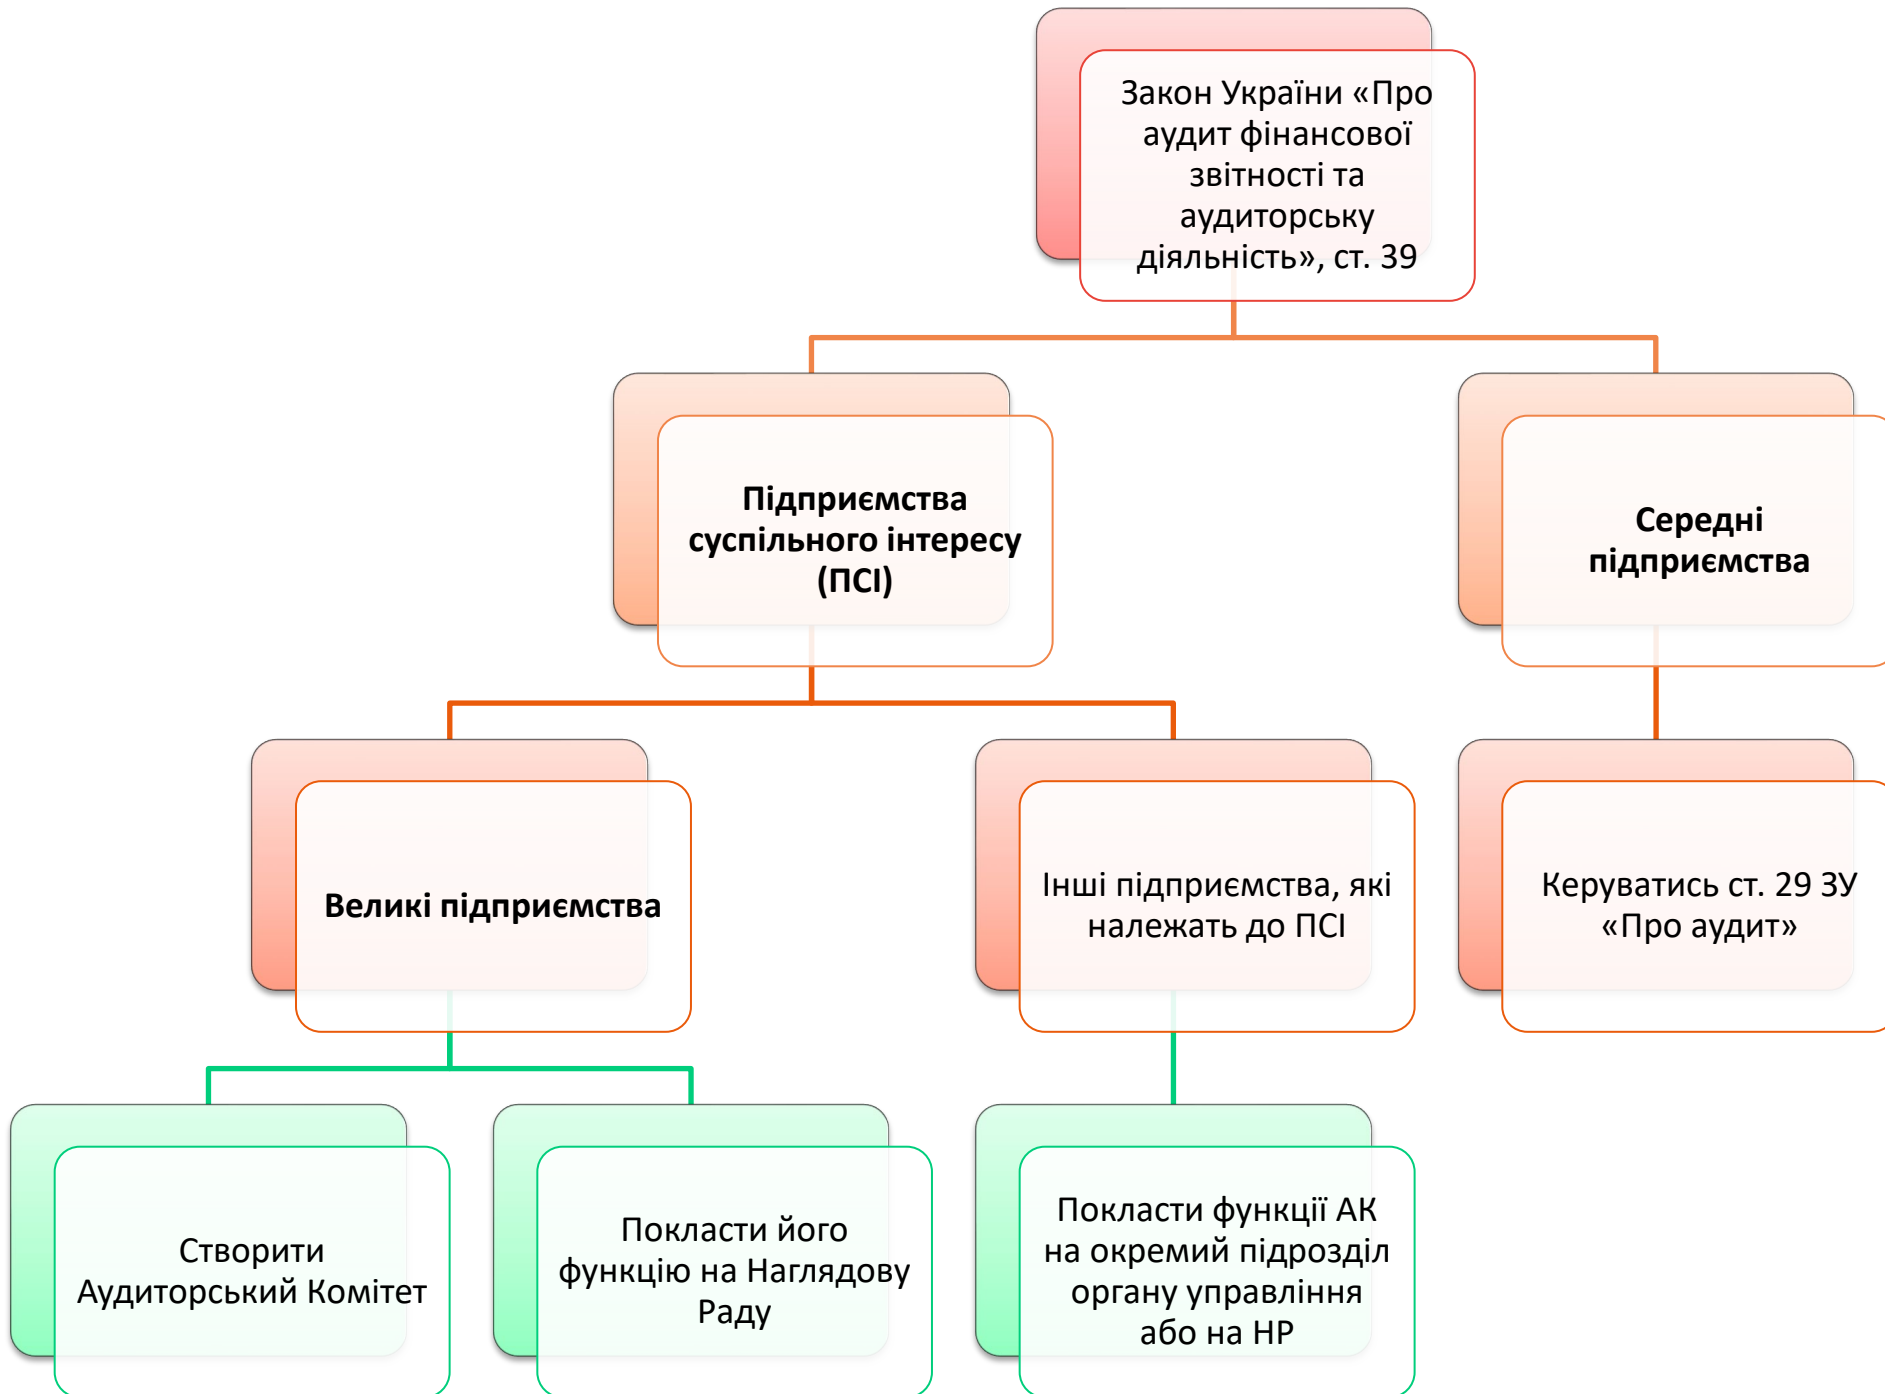 Закон України «Про
аудит фінансової
звітності та
аудиторську
діяльність», ст. 39
Підприємства
суспільного інтересу
(ПСІ)
Середні
підприємства
Великі підприємства
Інші підприємства, які
належать до ПСІ
Керуватись ст. 29 ЗУ
«Про аудит»
Створити
Аудиторський Комітет
Покласти його
функцію на Наглядову
Раду
Покласти функції АК
на окремий підрозділ
органу управління
або на НР